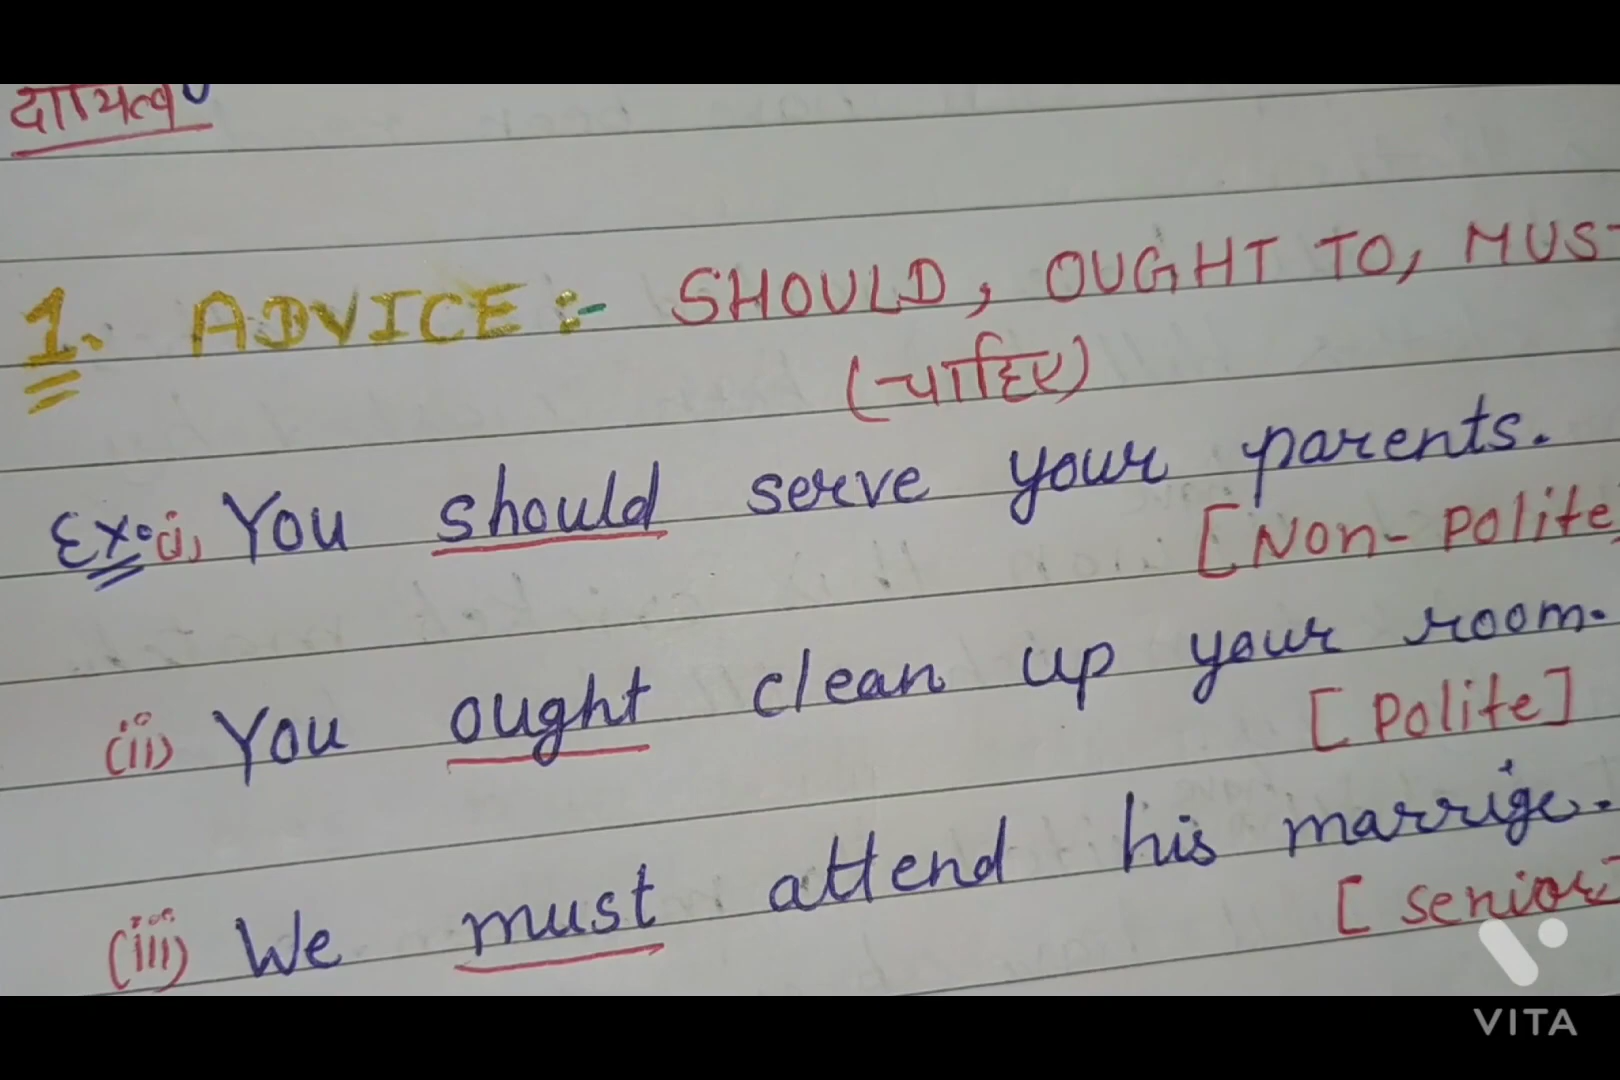 दायित्व
1. ADVICE :- SHOULD, OUGHT TO, MUST
(चाहिए)
Ex:- (i) You should serve your parents.
[Non-Polite]
(ii) You ought clean up your room.
[Polite]
(iii) We must attend his marrige.
[senior]
VITA